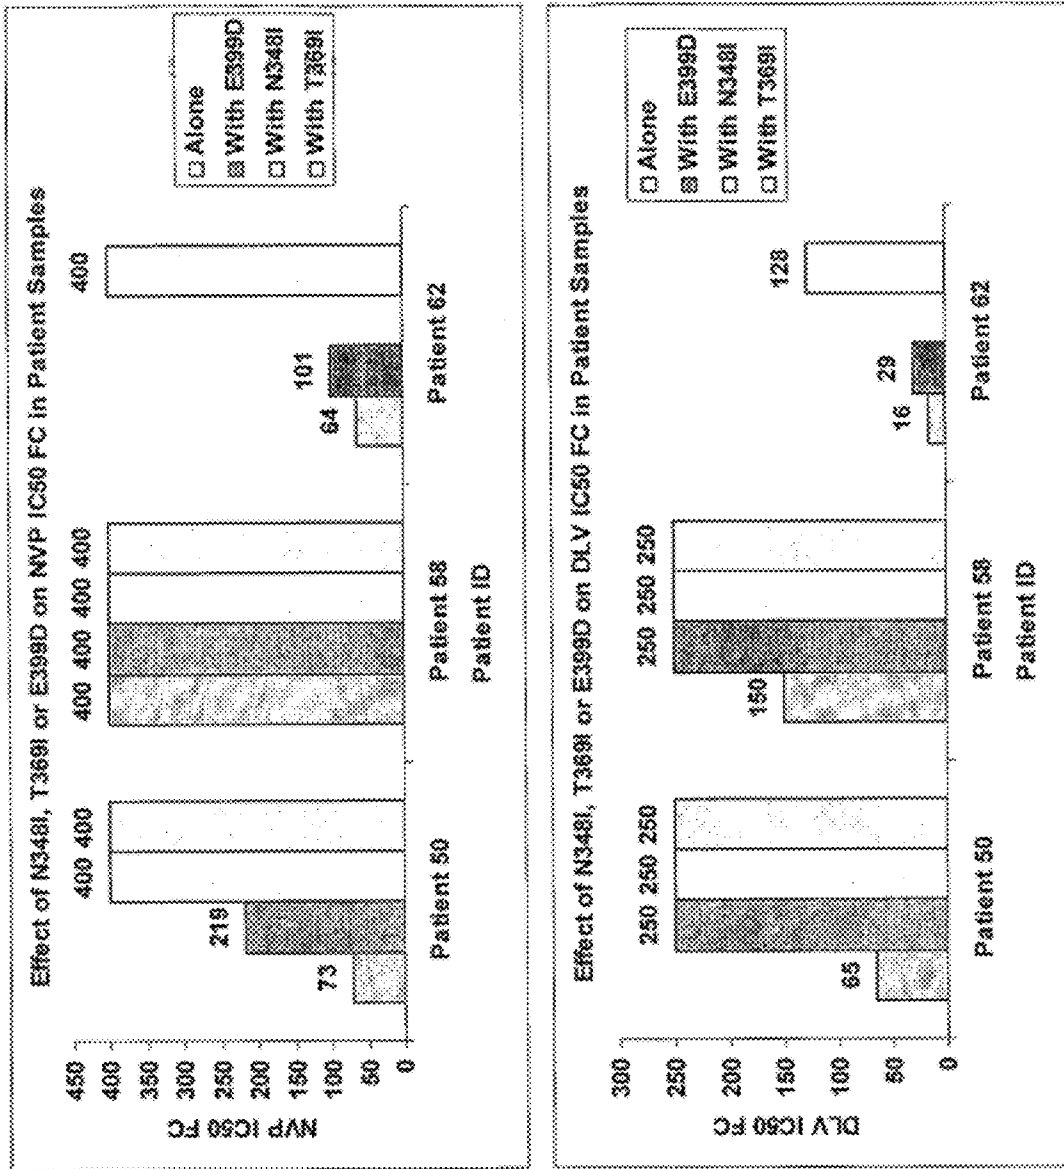 Effect of N348I, T369I or E399D on NVP IC50 FC in Patient Samples
NVP IC50 FC
450
400
350
300
250
200
150
100
50
0
73
219
400 400
400 400 400 400
64
101
400
Patient 50
Patient 58
Patient 62
Patient ID
Alone
With E399D
With N348I
With T369I
Effect of N348I, T369I or E399D on DLV IC50 FC in Patient Samples
DLV IC50 FC
300
250
200
150
100
50
0
65
250 250 250
150
250 250 250
16
29
128
Patient 50
Patient 58
Patient 62
Patient ID
Alone
With E399D
With N348I
With T369I